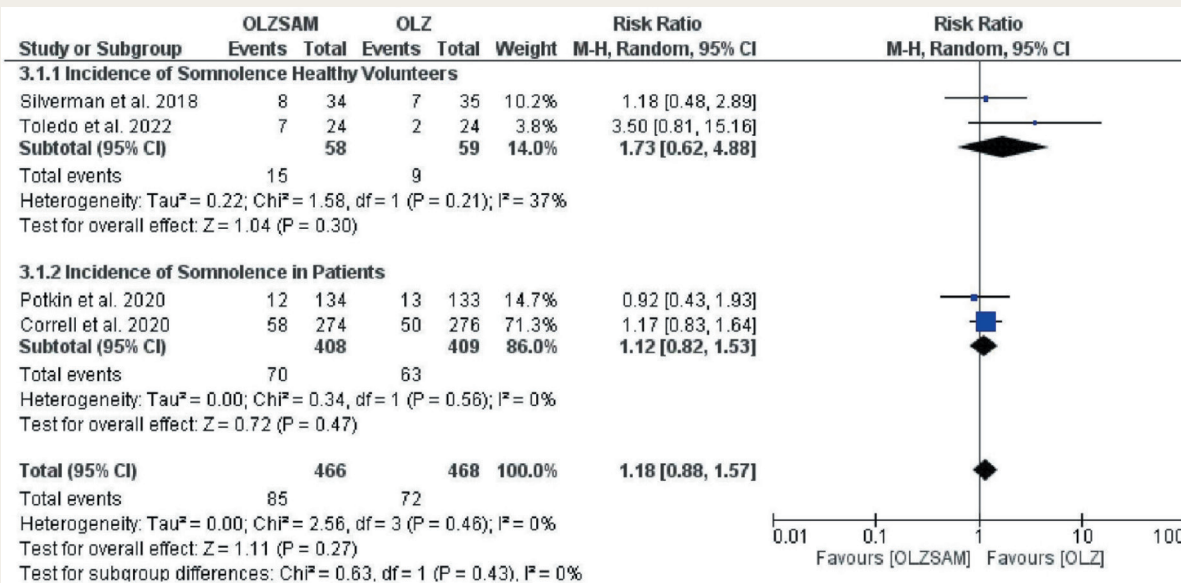 OLZSAM OLZ Risk Ratio Risk Ratio
Study or Subgroup Events Total Events Total Weight M-H, Random, 95% CI M-H, Random, 95% CI
3.1.1 Incidence of Somnolence Healthy Volunteers
Silverman et al. 2018 8 34 7 35 10.2% 1.18 [0.48, 2.89]
Toledo et al. 2022 7 24 2 24 3.8% 3.50 [0.81, 15.16]
Subtotal (95% CI) 58 59 14.0% 1.73 [0.62, 4.88]
Total events 15 9
Heterogeneity: Tau² = 0.22; Chi² = 1.58, df = 1 (P = 0.21); I² = 37%
Test for overall effect: Z = 1.04 (P = 0.30)
3.1.2 Incidence of Somnolence in Patients
Potkin et al. 2020 12 134 13 133 14.7% 0.92 [0.43, 1.93]
Correll et al. 2020 58 274 50 276 71.3% 1.17 [0.83, 1.64]
Subtotal (95% CI) 408 409 86.0% 1.12 [0.82, 1.53]
Total events 70 63
Heterogeneity: Tau² = 0.00; Chi² = 0.34, df = 1 (P = 0.56); I² = 0%
Test for overall effect: Z = 0.72 (P = 0.47)
Total (95% CI) 466 468 100.0% 1.18 [0.88, 1.57]
Total events 85 72
Heterogeneity: Tau² = 0.00; Chi² = 2.56, df = 3 (P = 0.46); I² = 0%
Test for overall effect: Z = 1.11 (P = 0.27)
Test for subgroup differences: Chi² = 0.63, df = 1 (P = 0.43), I² = 0%
0.01 0.1 1 10 100
Favours [OLZSAM] Favours [OLZ]